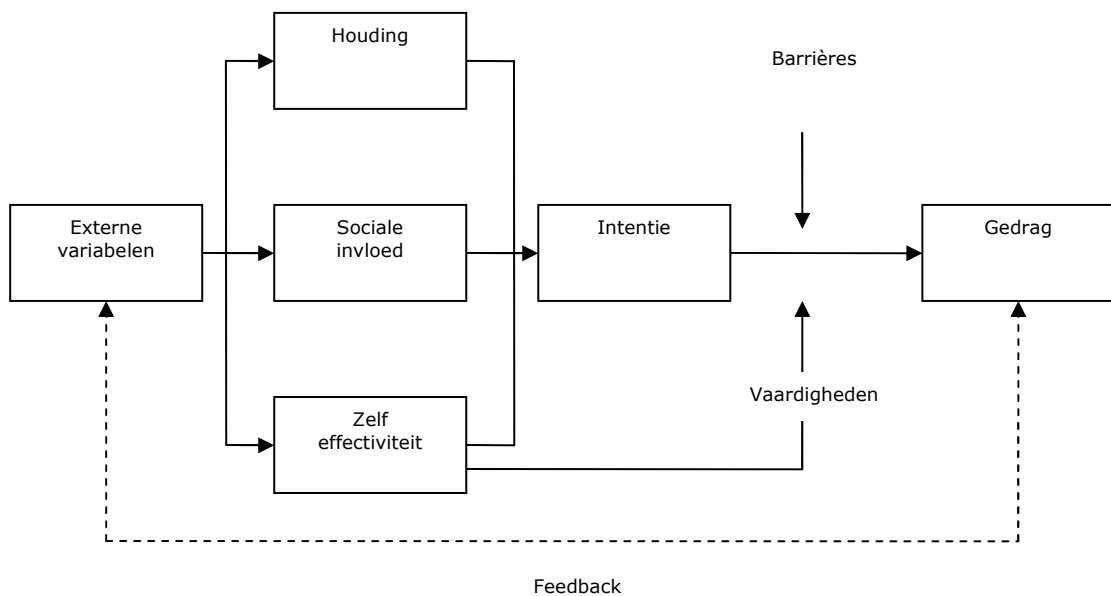 Houding
Barrières
Externe
variabelen
Sociale
invloed
Intentie
Gedrag
Vaardigheden
Zelf
effectiviteit
Feedback